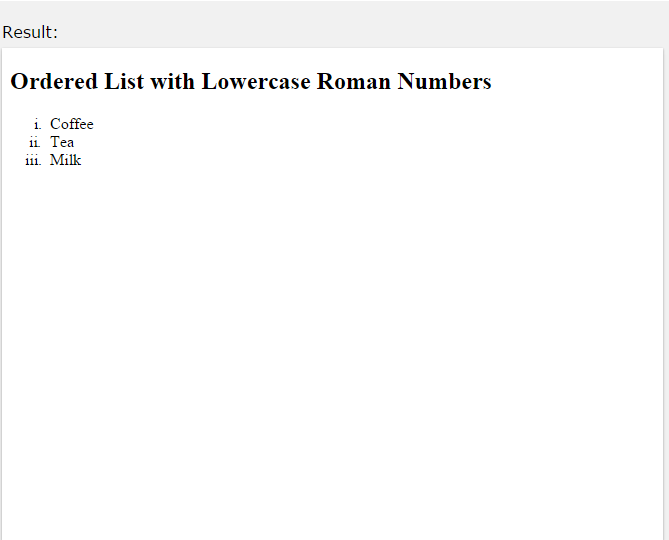 Result:
Ordered List with Lowercase Roman Numbers
i. Coffee
ii. Tea
iii. Milk